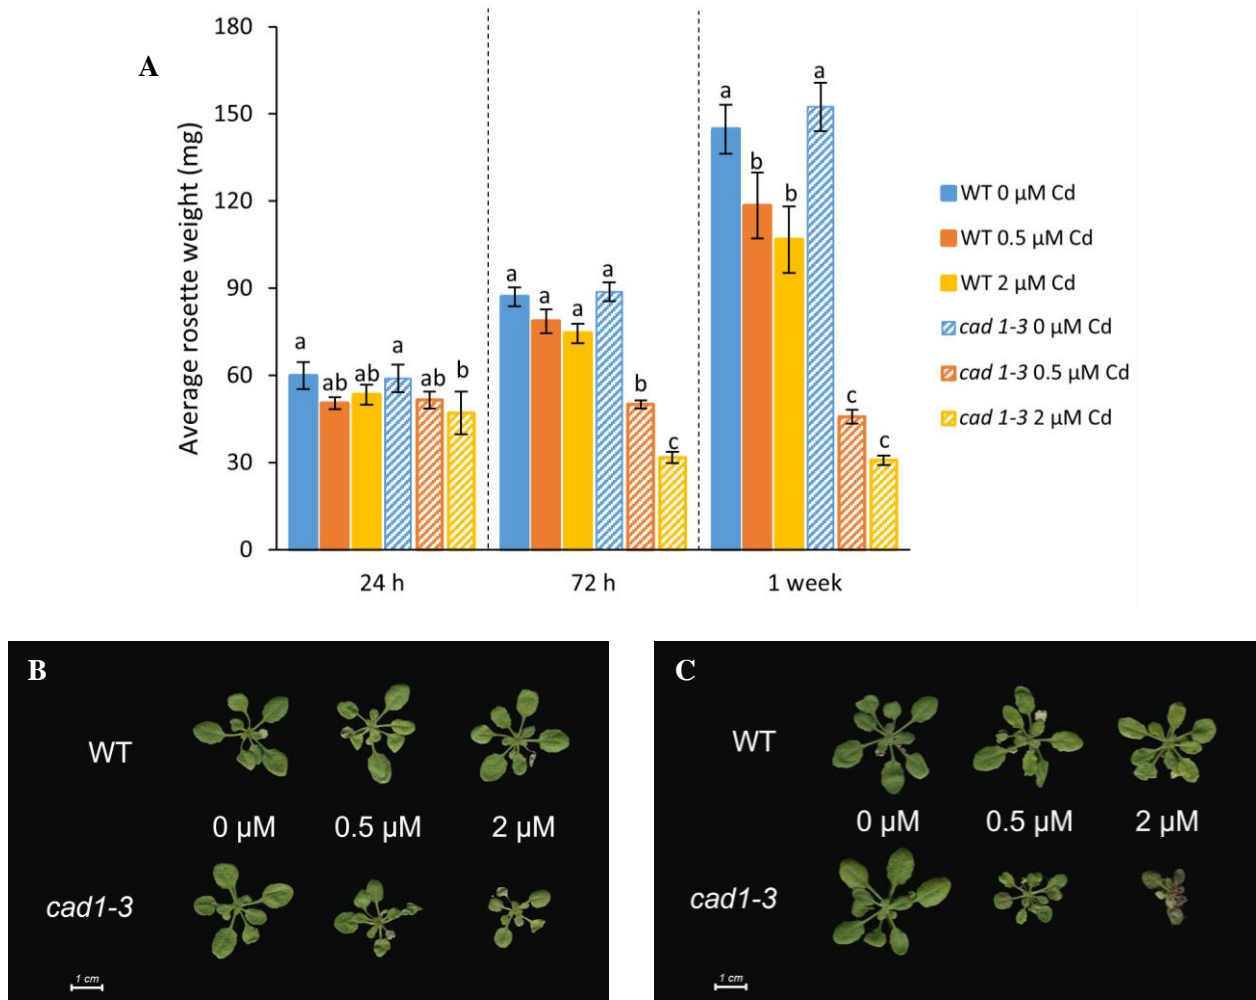 A
Average rosette weight (mg)
180
150
120
90
60
30
0
a
ab
ab
a
ab
b
a
a
a
a
b
c
a
b
b
a
c
c
24 h
72 h
1 week
WT 0 µM Cd
WT 0.5 µM Cd
WT 2 µM Cd
cad 1-3 0 µM Cd
cad 1-3 0.5 µM Cd
cad 1-3 2 µM Cd
B
WT
0 µM 0.5 µM 2 µM
cad1-3
1 cm
C
WT
0 µM 0.5 µM 2 µM
cad1-3
1 cm